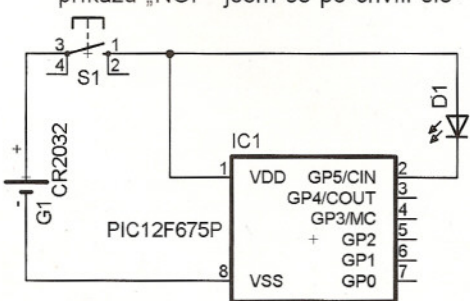 příkazu „NOP“ jsem se po chvíli
3 1
4 2
S1
D1
IC1
+
CR2032
G1
-
1 VDD GP5/CIN 2
GP4/COUT 3
GP3/MC 4
PIC12F675P
+ GP2 5
GP1 6
8 VSS GP0 7